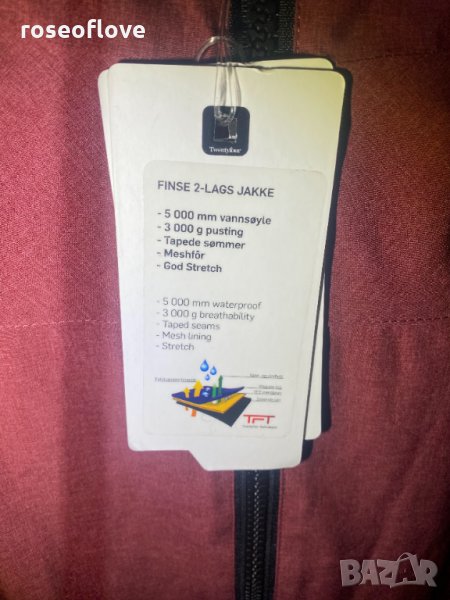 roseoflove
Twentyfour
FINSE 2-LAGS JAKKE
- 5 000 mm vannsøyle
- 3 000 g pusting
- Tapede sømmer
- Meshfôr
- God Stretch
- 5 000 mm waterproof
- 3 000 g breathability
- Taped seams
- Mesh lining
- Stretch
TFT
BAZAR